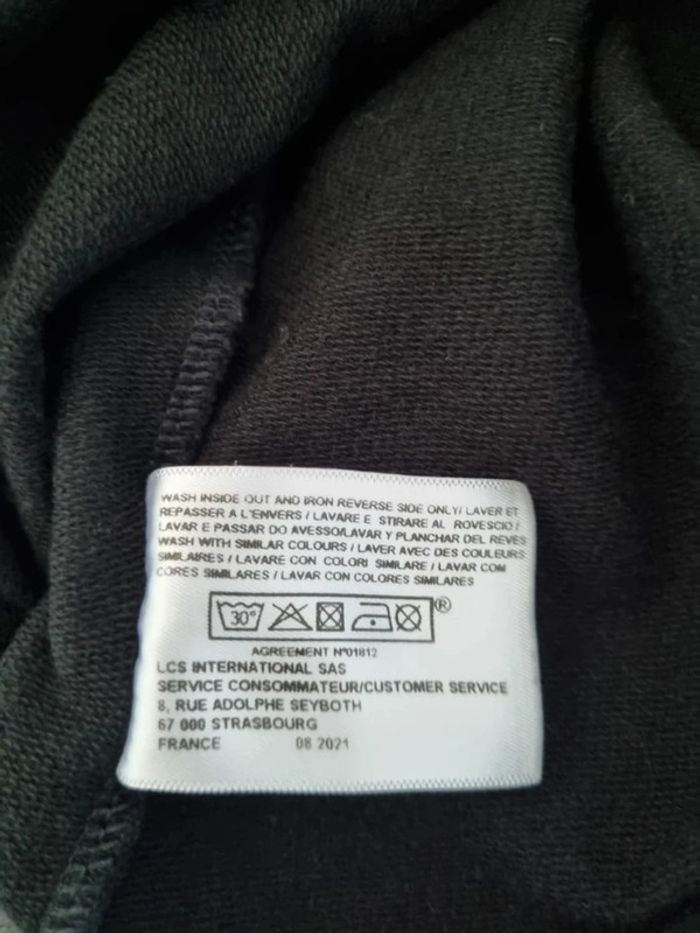 WASH INSIDE OUT AND IRON REVERSE SIDE ONLY/ LAVER ET
REPASSER A L'ENVERS / LAVARE E STIRARE AL ROVESCIO /
LAVAR E PASSAR DO AVESSO/LAVAR Y PLANCHAR DEL REVES
WASH WITH SIMILAR COLOURS / LAVER AVEC DES COULEURS
SIMILAIRES / LAVARE CON COLORI SIMILARE / LAVAR COM
CORES SIMILARES / LAVAR CON COLORES SIMILARES
30° ®
AGREEMENT N°01812
LCS INTERNATIONAL SAS
SERVICE CONSOMMATEUR/CUSTOMER SERVICE
8, RUE ADOLPHE SEYBOTH
67 000 STRASBOURG
FRANCE 08 2021